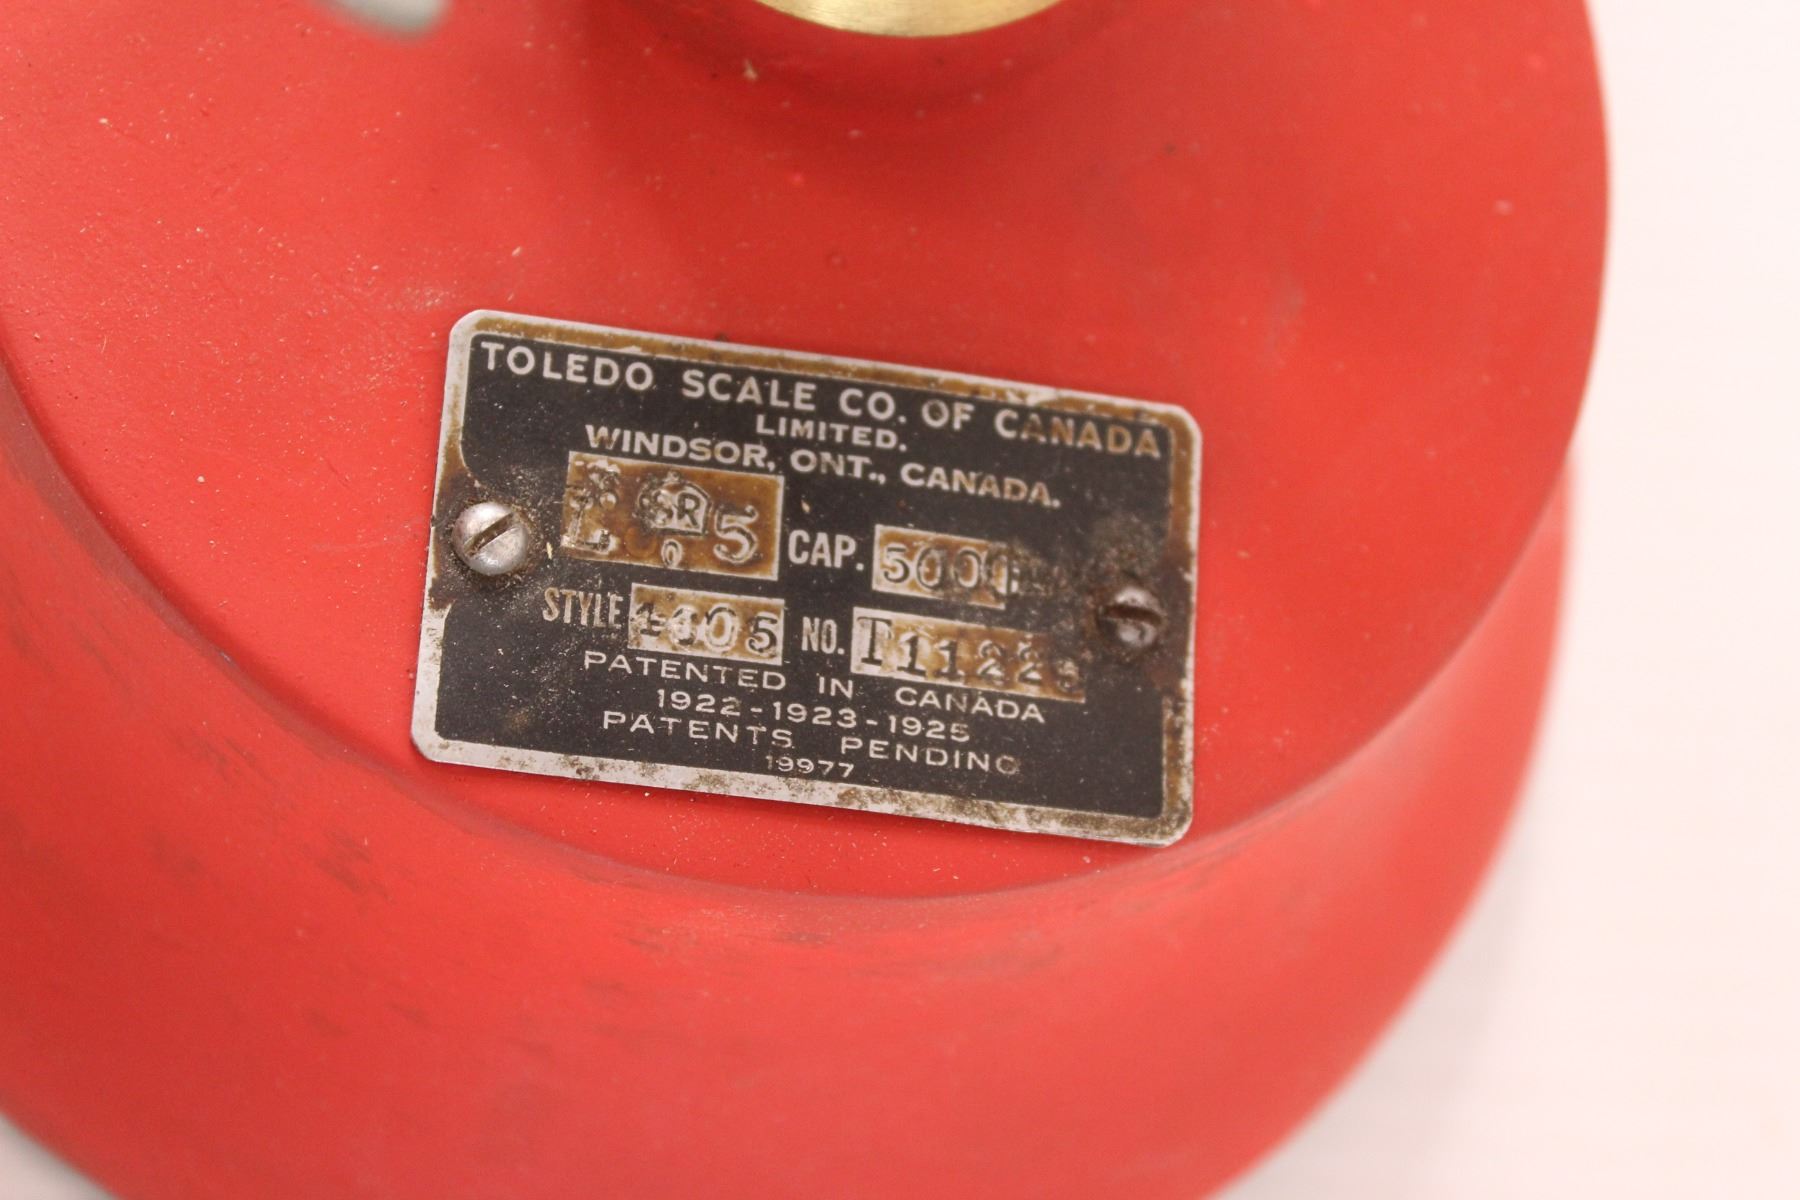 TOLEDO SCALE CO. OF CANADA
LIMITED.
WINDSOR, ONT., CANADA.
SR 5 CAP.
STYLE NO.
PATENTED IN CANADA
1922-1923-1925
PATENTS PENDING
19977